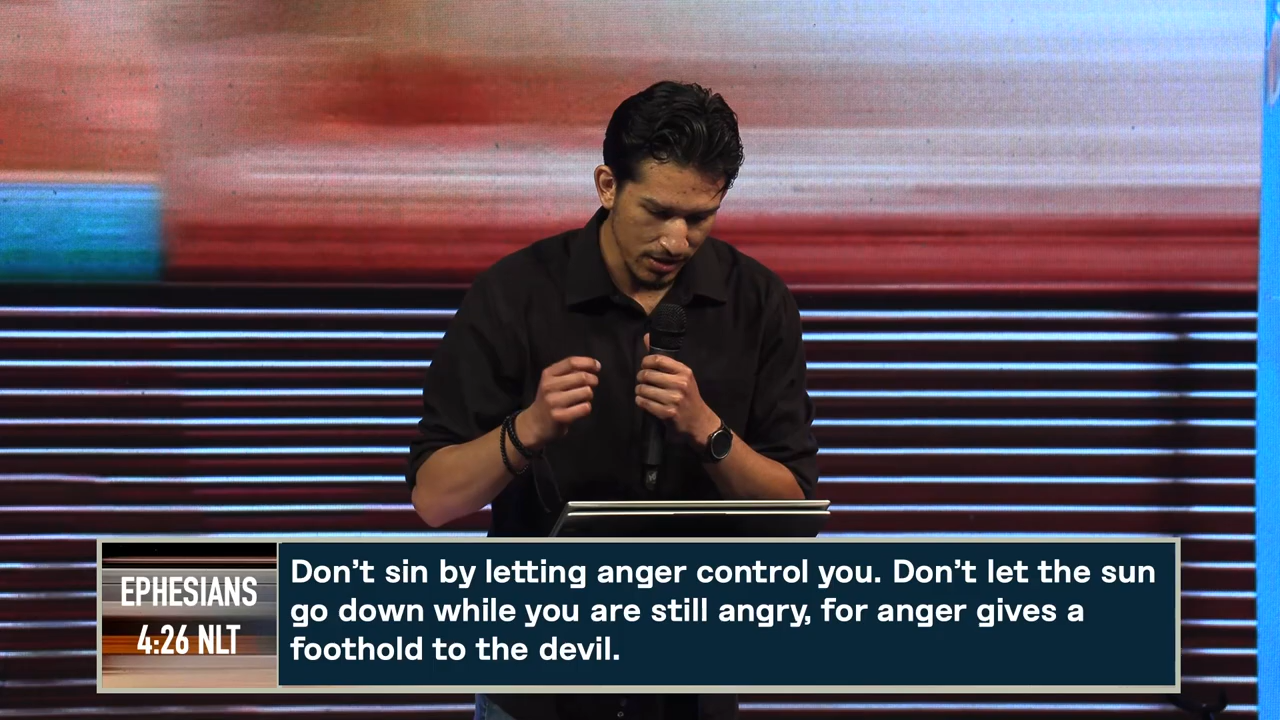 EPHESIANS
4:26 NLT
Don't sin by letting anger control you. Don't let the sun
go down while you are still angry, for anger gives a
foothold to the devil.